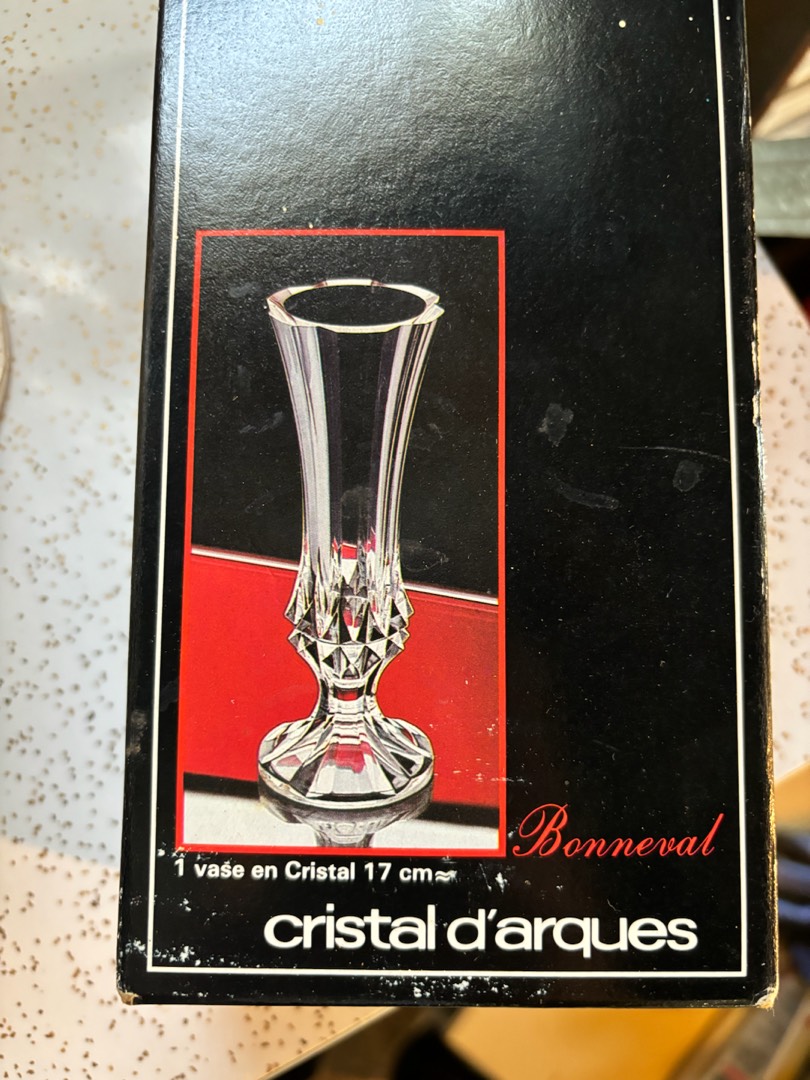 Bonneval
1 vase en Cristal 17 cm≈
cristal d'arques